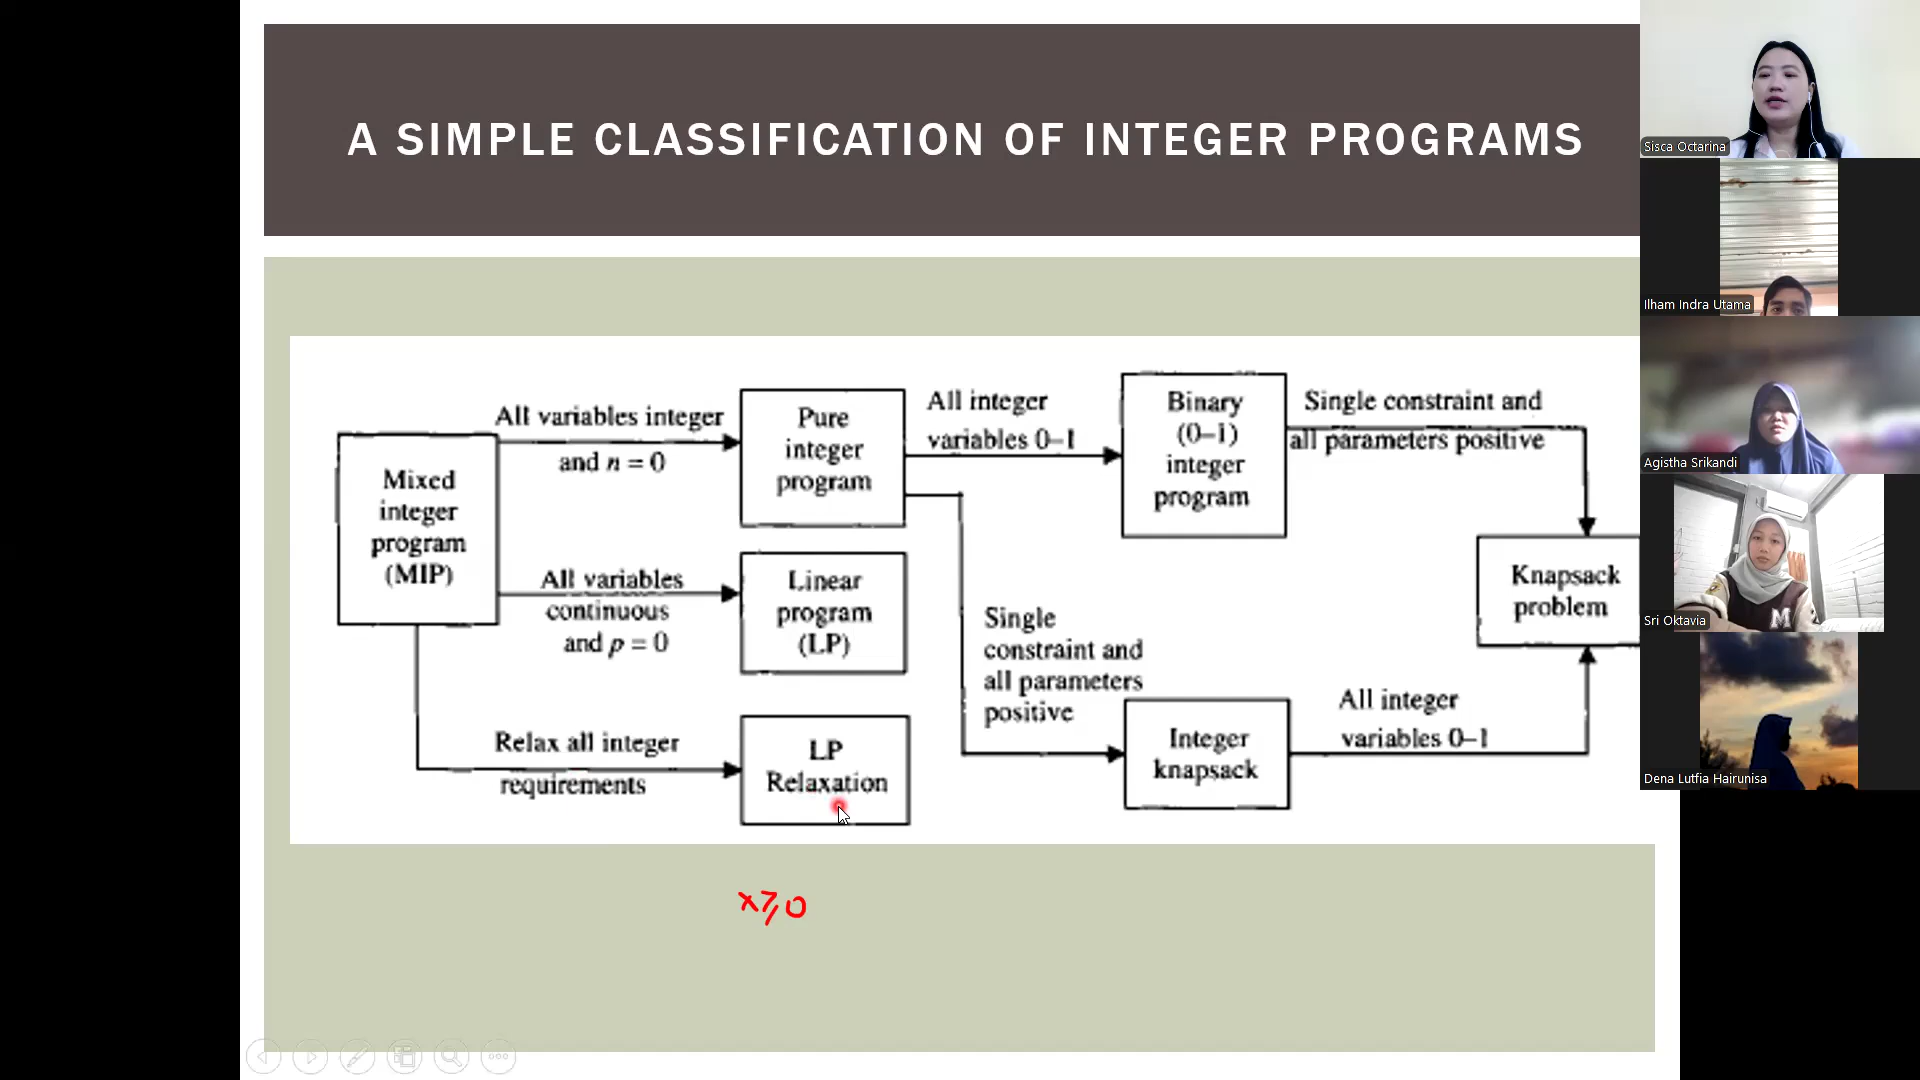 A SIMPLE CLASSIFICATION OF INTEGER PROGRAMS
Mixed
integer
program
(MIP)
All variables integer
and n = 0
Pure
integer
program
All integer
variables 0–1
Binary
(0–1)
integer
program
Single constraint and
all parameters positive
All variables
continuous
and p = 0
Linear
program
(LP)
Single
constraint and
all parameters
positive
Knapsack
problem
Relax all integer
requirements
LP
Relaxation
Integer
knapsack
All integer
variables 0–1
x ≥ 0
Sisca Octarina
Ilham Indra Utama
Agistha Srikandi
Sri Oktavia
M
Dena Lutfia Hairunisa